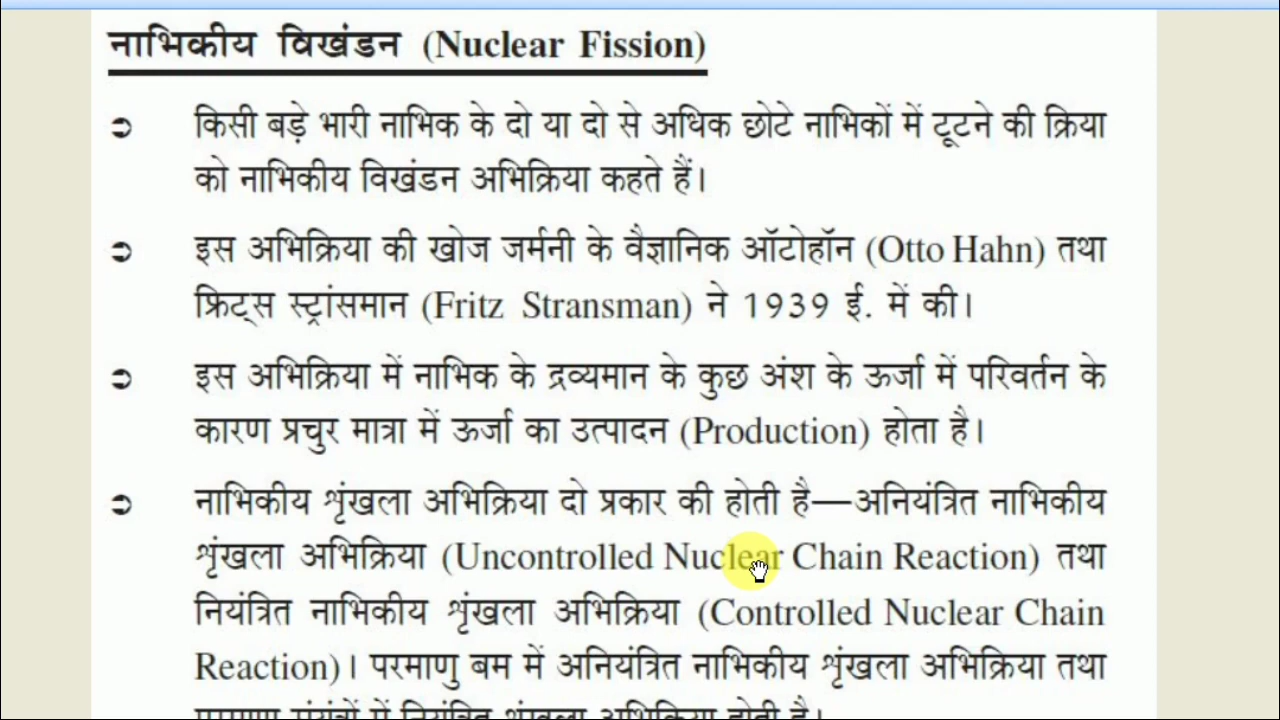 नाभिकीय विखंडन (Nuclear Fission)
किसी बड़े भारी नाभिक के दो या दो से अधिक छोटे नाभिकों में टूटने की क्रिया
को नाभिकीय विखंडन अभिक्रिया कहते हैं।
इस अभिक्रिया की खोज जर्मनी के वैज्ञानिक ऑटोहॉन (Otto Hahn) तथा
फ्रिट्स स्ट्रांसमान (Fritz Stransman) ने 1939 ई. में की।
इस अभिक्रिया में नाभिक के द्रव्यमान के कुछ अंश के ऊर्जा में परिवर्तन के
कारण प्रचुर मात्रा में ऊर्जा का उत्पादन (Production) होता है।
नाभिकीय शृंखला अभिक्रिया दो प्रकार की होती है—अनियंत्रित नाभिकीय
शृंखला अभिक्रिया (Uncontrolled Nuclear Chain Reaction) तथा
नियंत्रित नाभिकीय शृंखला अभिक्रिया (Controlled Nuclear Chain
Reaction)। परमाणु बम में अनियंत्रित नाभिकीय शृंखला अभिक्रिया तथा
परमाणु संयंत्रों में नियंत्रित शृंखला अभिक्रिया होती है।